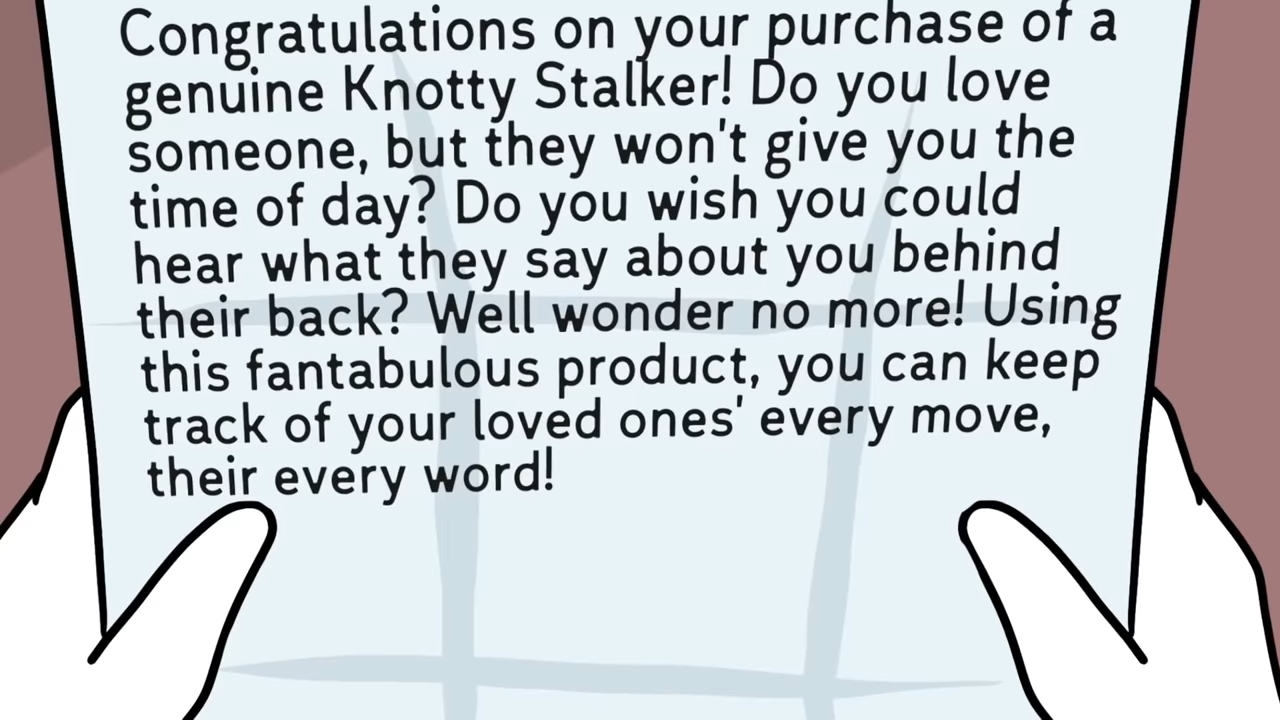 Congratulations on your purchase of a
genuine Knotty Stalker! Do you love
someone, but they won't give you the
time of day? Do you wish you could
hear what they say about you behind
their back? Well wonder no more! Using
this fantabulous product, you can keep
track of your loved ones' every move,
their every word!